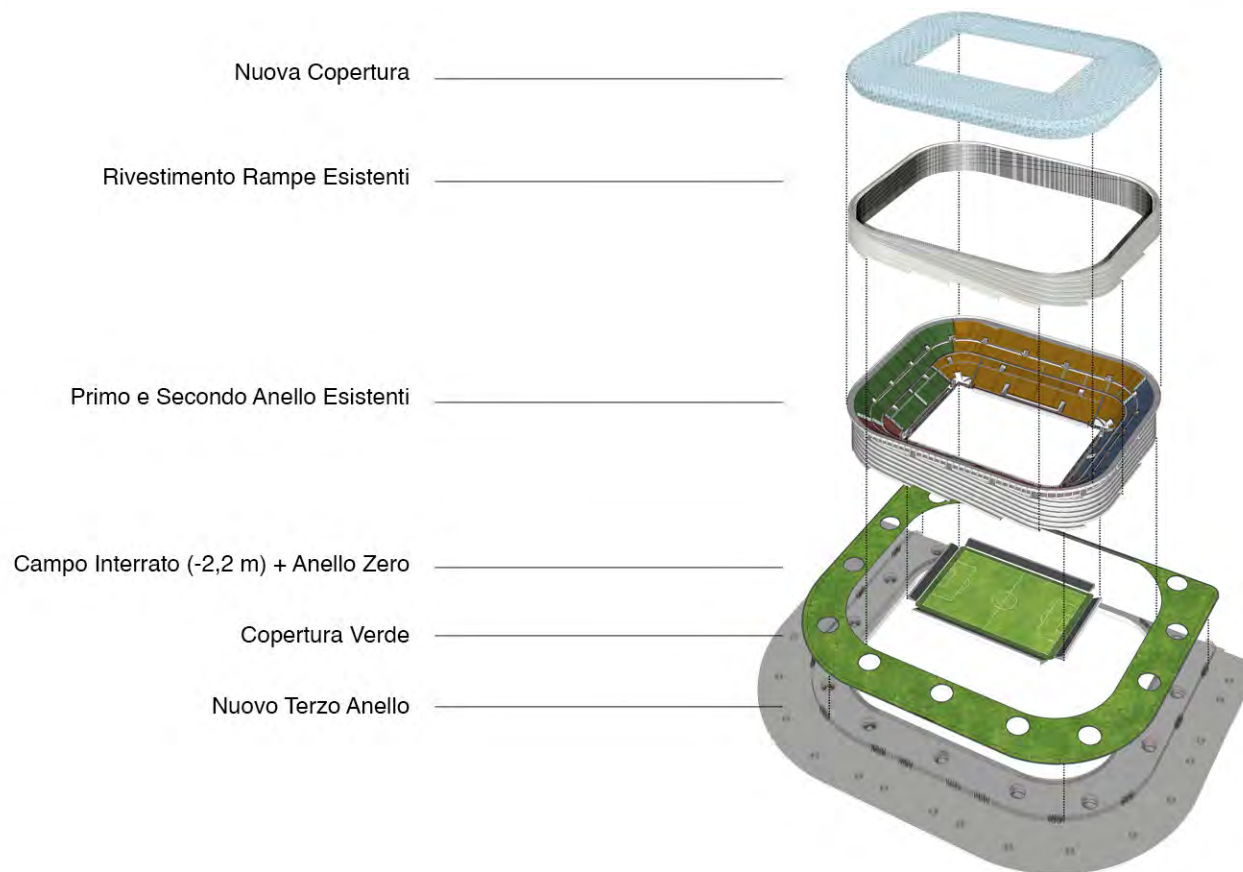 Nuova Copertura
Rivestimento Rampe Esistenti
Primo e Secondo Anello Esistenti
Campo Interrato (-2,2 m) + Anello Zero
Copertura Verde
Nuovo Terzo Anello